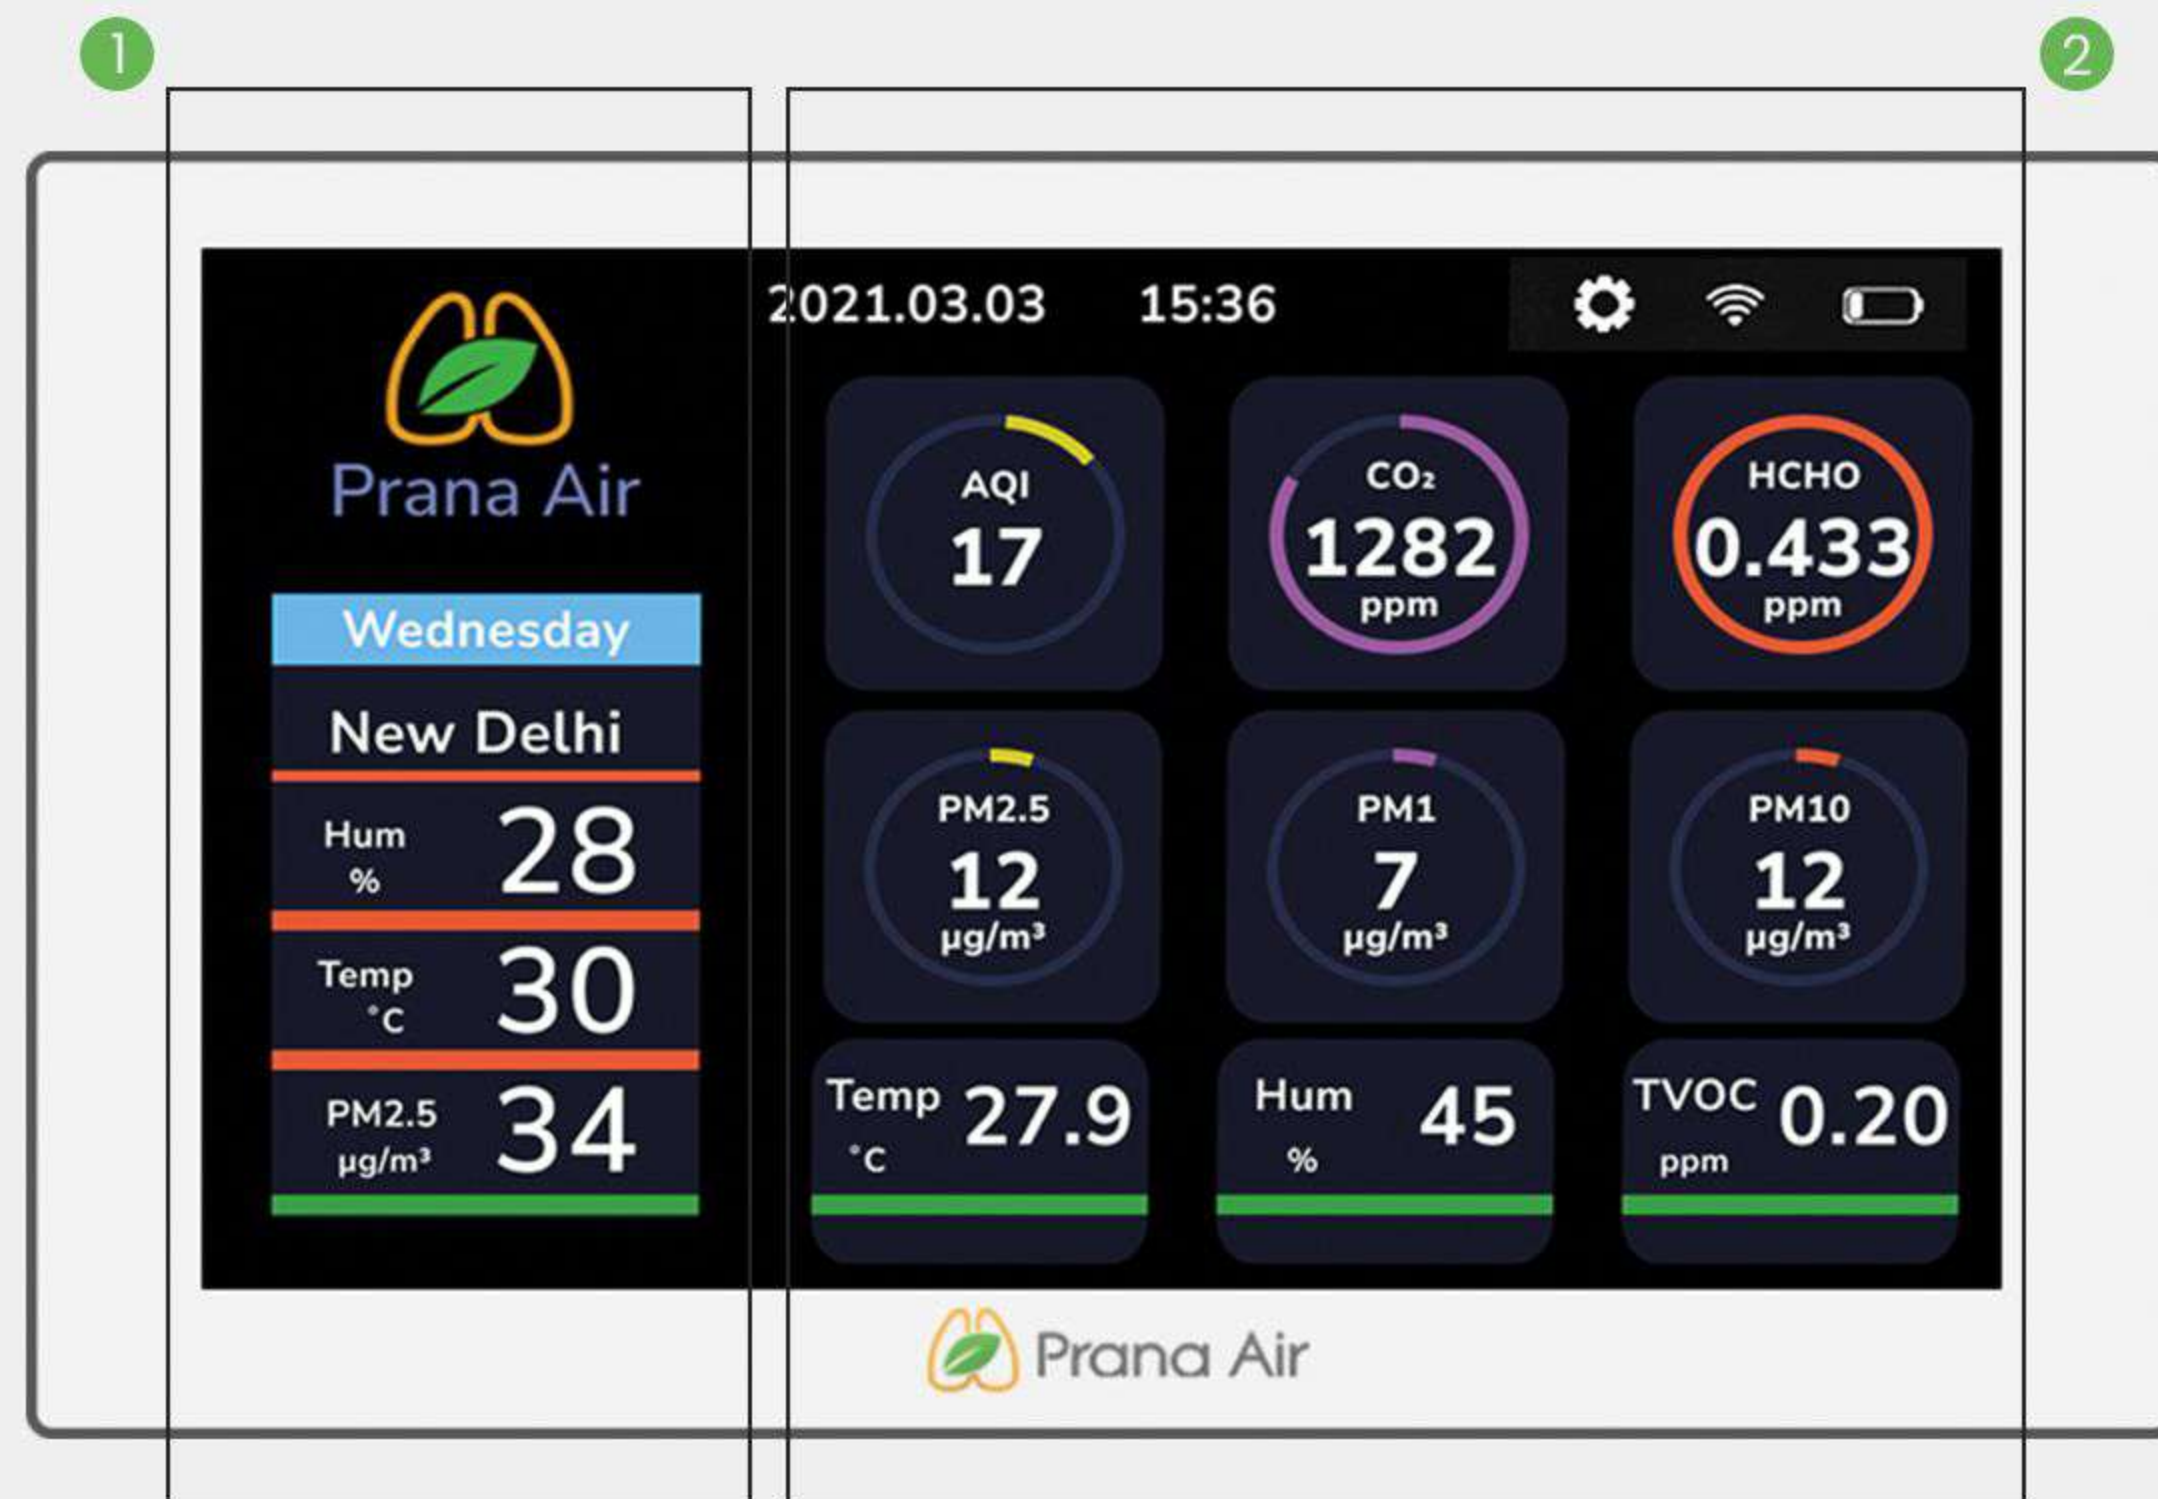 1
2
Prana Air
Wednesday
New Delhi
Hum
%
28
Temp
°C
30
PM2.5
µg/m³
34
2021.03.03 15:36
AQI
17
CO₂
1282
ppm
HCHO
0.433
ppm
PM2.5
12
µg/m³
PM1
7
µg/m³
PM10
12
µg/m³
Temp
°C
27.9
Hum
%
45
TVOC
ppm
0.20
Prana Air